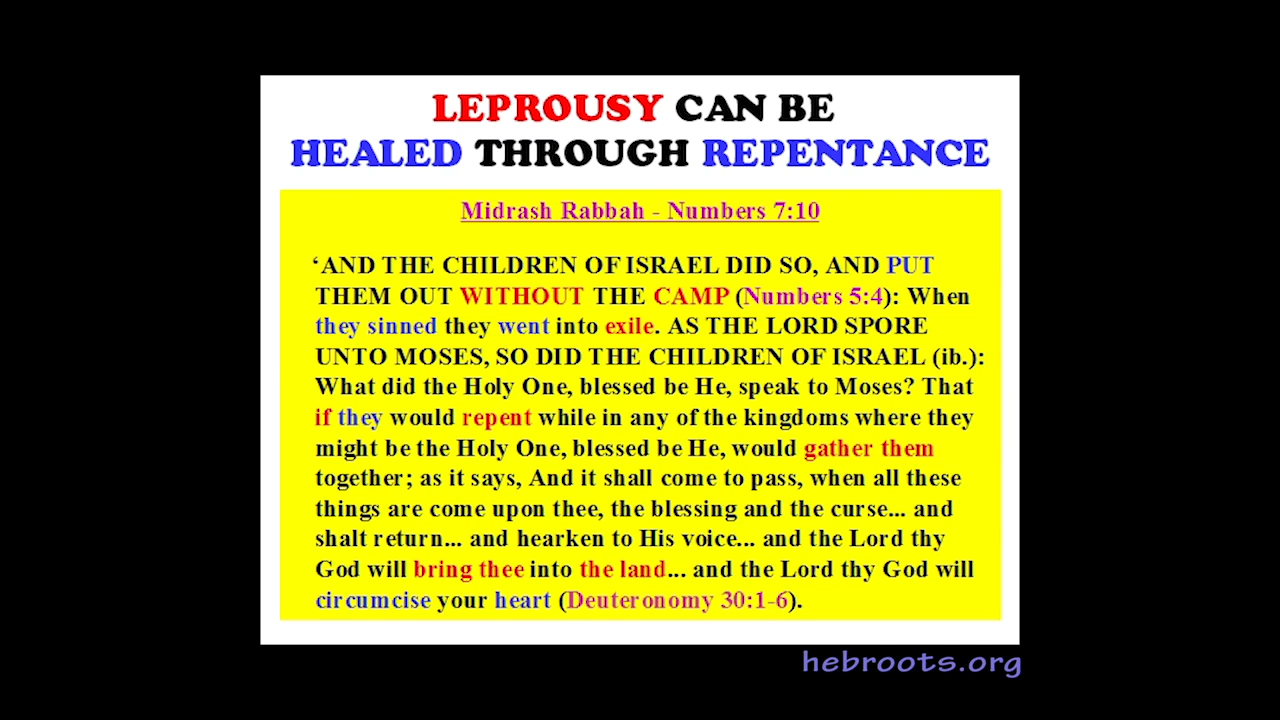 LEPROUSY CAN BE
HEALED THROUGH REPENTANCE
Midrash Rabbah - Numbers 7:10
‘AND THE CHILDREN OF ISRAEL DID SO, AND PUT
THEM OUT WITHOUT THE CAMP (Numbers 5:4): When
they sinned they went into exile. AS THE LORD SPORE
UNTO MOSES, SO DID THE CHILDREN OF ISRAEL (ib.):
What did the Holy One, blessed be He, speak to Moses? That
if they would repent while in any of the kingdoms where they
might be the Holy One, blessed be He, would gather them
together; as it says, And it shall come to pass, when all these
things are come upon thee, the blessing and the curse... and
shalt return... and hearken to His voice... and the Lord thy
God will bring thee into the land... and the Lord thy God will
circumcise your heart (Deuteronomy 30:1-6).
hebroots.org